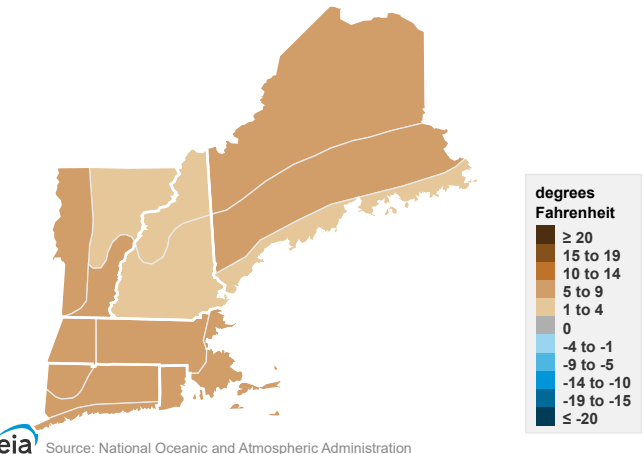 degrees
Fahrenheit
≥ 20
15 to 19
10 to 14
5 to 9
1 to 4
0
-4 to -1
-9 to -5
-14 to -10
-19 to -15
≤ -20
eia
Source: National Oceanic and Atmospheric Administration